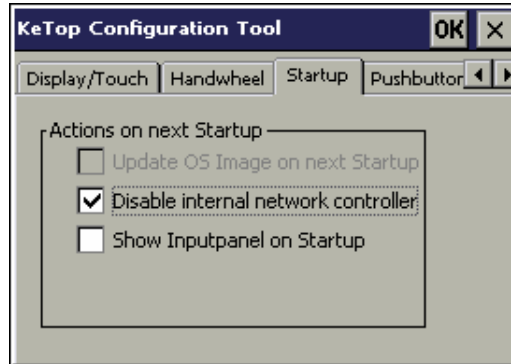 KeTop Configuration Tool OK ×
Display/Touch Handwheel Startup Pushbutton
Actions on next Startup
Update OS Image on next Startup
Disable internal network controller
Show Inputpanel on Startup